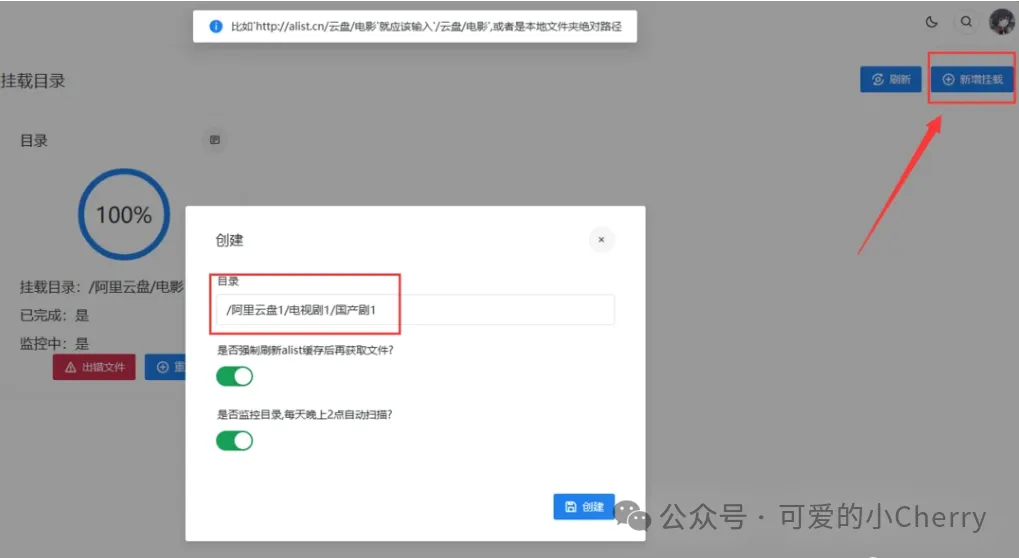 比如'http://alist.cn/云盘/电影'就应该输入'/云盘/电影',或者是本地文件夹绝对路径
挂载目录
刷新
新增挂载
目录
100%
挂载目录：/阿里云盘/电影
已完成：是
监控中：是
出错文件
重
创建
目录
/阿里云盘1/电视剧1/国产剧1
是否强制刷新alist缓存后再获取文件?
是否监控目录,每天晚上2点自动扫描?
创建
公众号 · 可爱的小Cherry